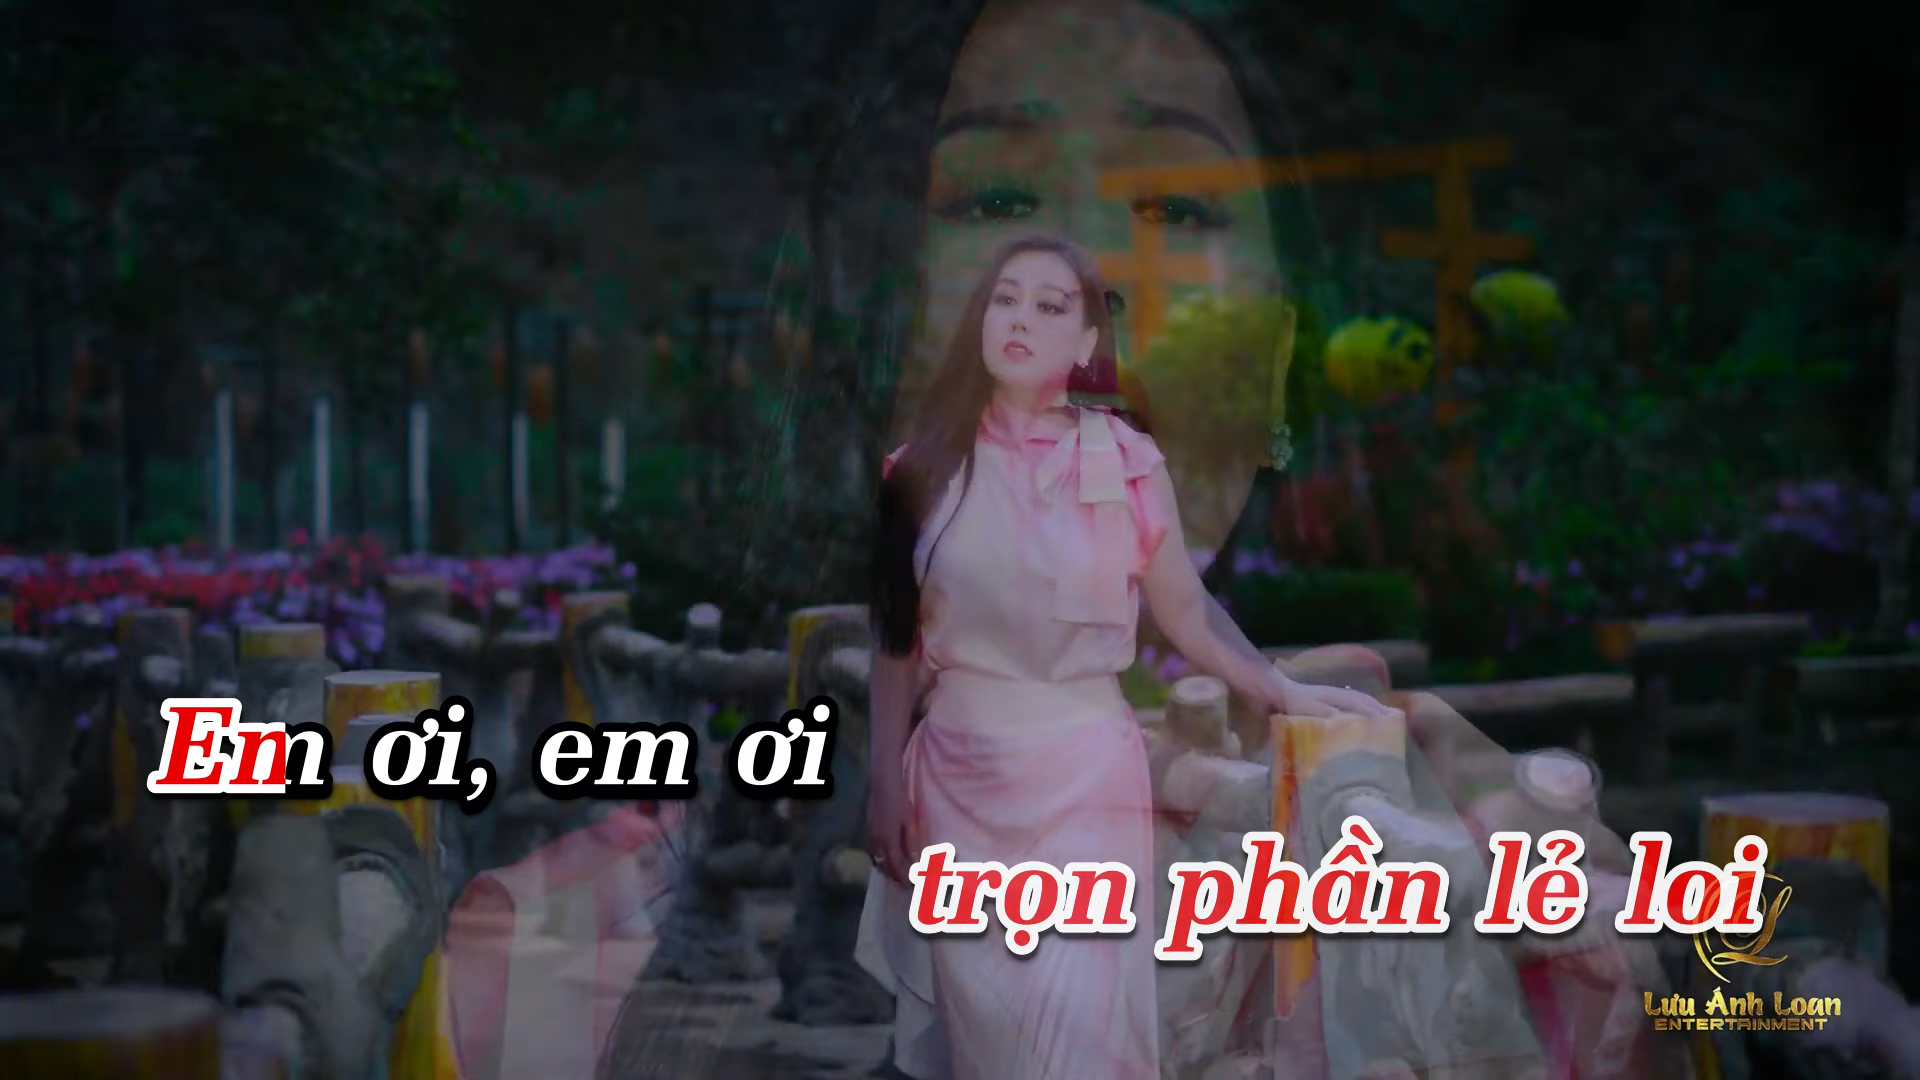 Em ơi, em ơi
trọn phần lẻ loi
Lưu Ánh Loan
ENTERTAINMENT